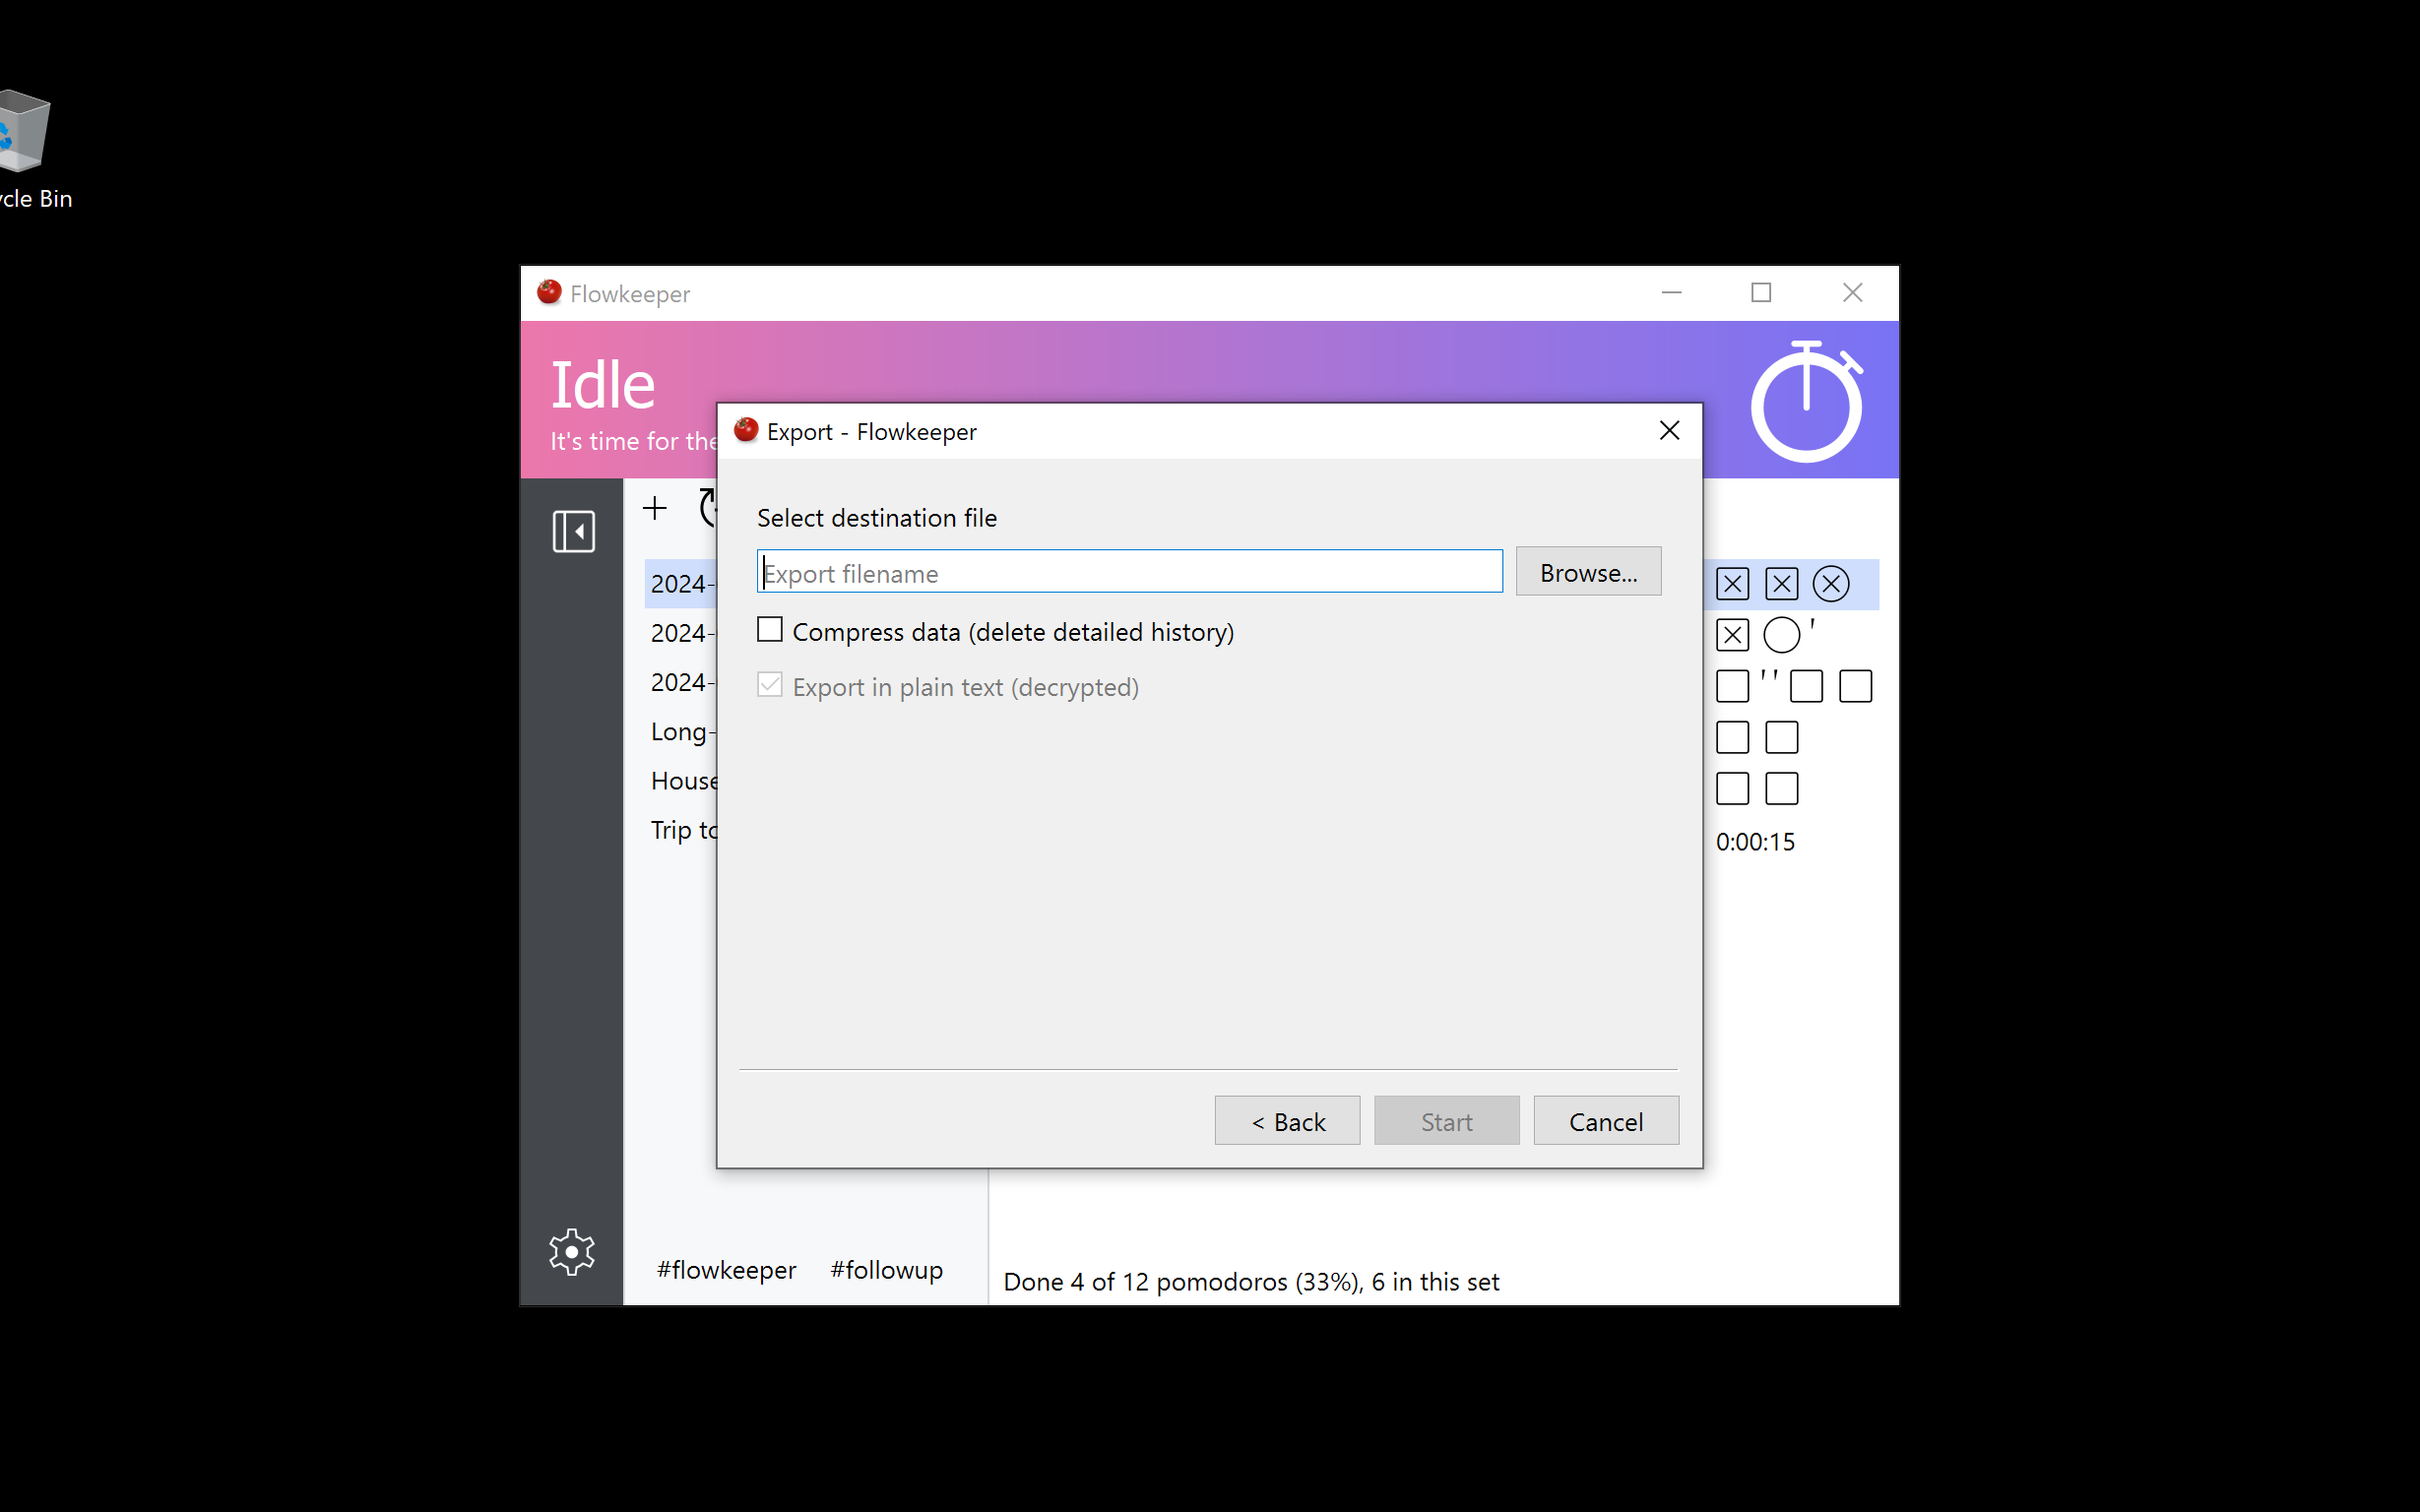 cle Bin
Flowkeeper
Idle
It's time for the
Export - Flowkeeper
Select destination file
Export filename
Browse...
Compress data (delete detailed history)
Export in plain text (decrypted)
2024-
2024-
2024-
Long-
House
Trip to
0:00:15
< Back
Start
Cancel
#flowkeeper #followup
Done 4 of 12 pomodoros (33%), 6 in this set